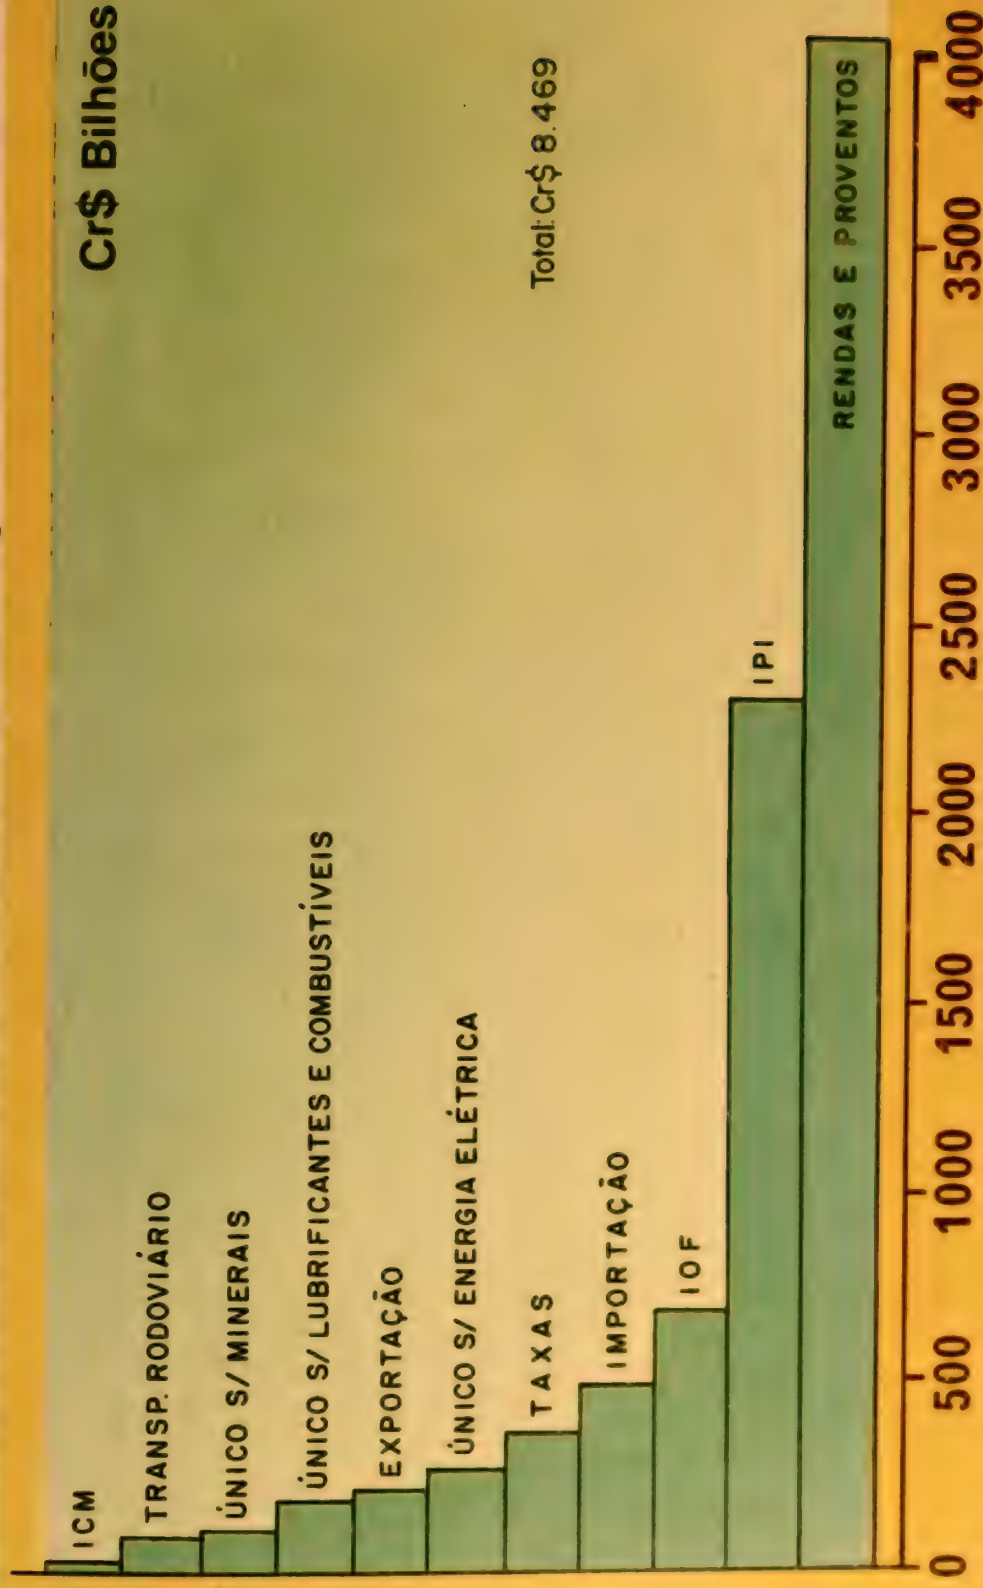 Cr$ Bilhões
ICM
TRANSP. RODOVIÁRIO
ÚNICO S/ MINERAIS
ÚNICO S/ LUBRIFICANTES E COMBUSTÍVEIS
EXPORTAÇÃO
ÚNICO S/ ENERGIA ELÉTRICA
TAXAS
Total: Cr$ 8.469
IMPORTAÇÃO
IOF
IPI
RENDAS E PROVENTOS
0 500 1000 1500 2000 2500 3000 3500 4000